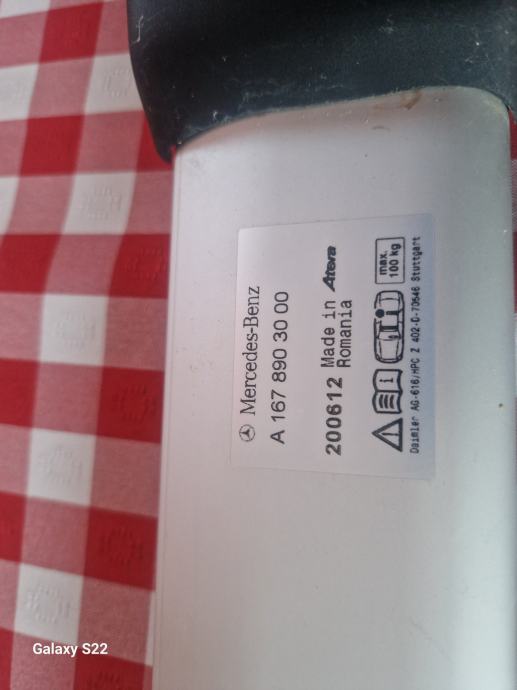 Mercedes-Benz
A 167 890 30 00
200612 Made in Romania
Atera
max. 100 kg
Daimler AG-616/HPC Z 402-D-70546 Stuttgart
Galaxy S22